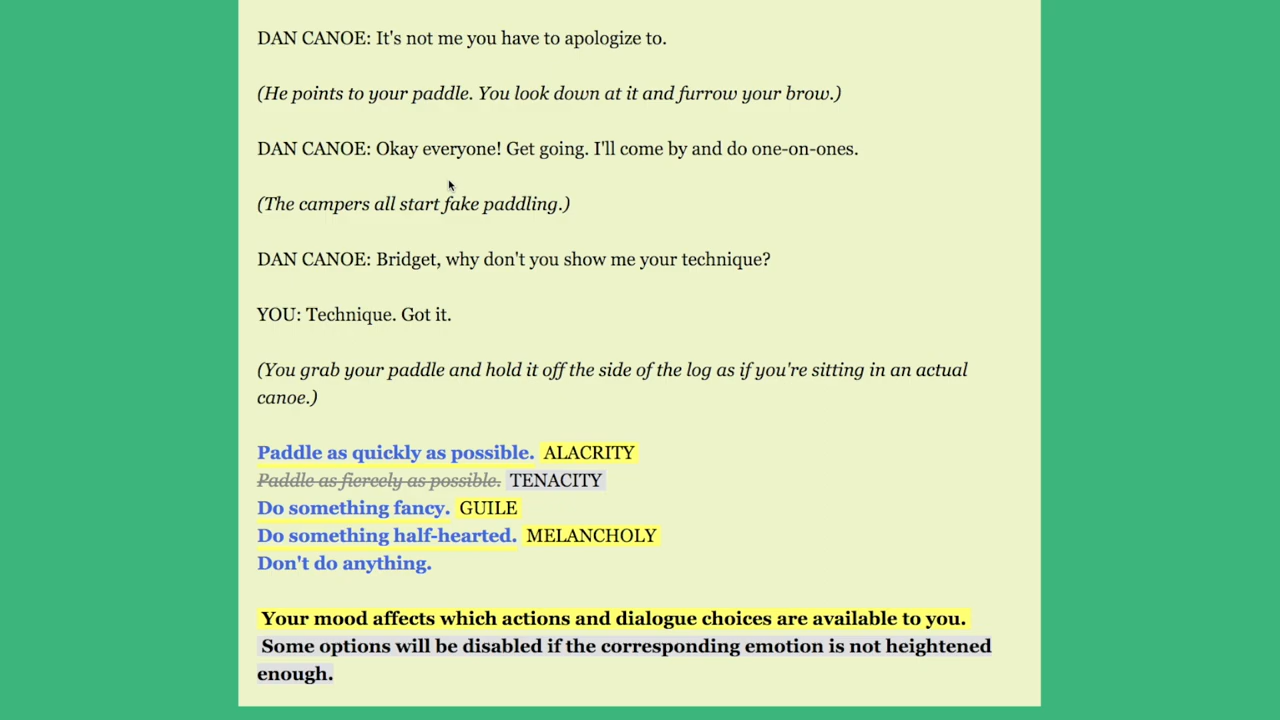 DAN CANOE: It's not me you have to apologize to.
(He points to your paddle. You look down at it and furrow your brow.)
DAN CANOE: Okay everyone! Get going. I'll come by and do one-on-ones.
(The campers all start fake paddling.)
DAN CANOE: Bridget, why don't you show me your technique?
YOU: Technique. Got it.
(You grab your paddle and hold it off the side of the log as if you're sitting in an actual
canoe.)
Paddle as quickly as possible. ALACRITY
Paddle as fiercely as possible. TENACITY
Do something fancy. GUILE
Do something half-hearted. MELANCHOLY
Don't do anything.
Your mood affects which actions and dialogue choices are available to you.
Some options will be disabled if the corresponding emotion is not heightened
enough.